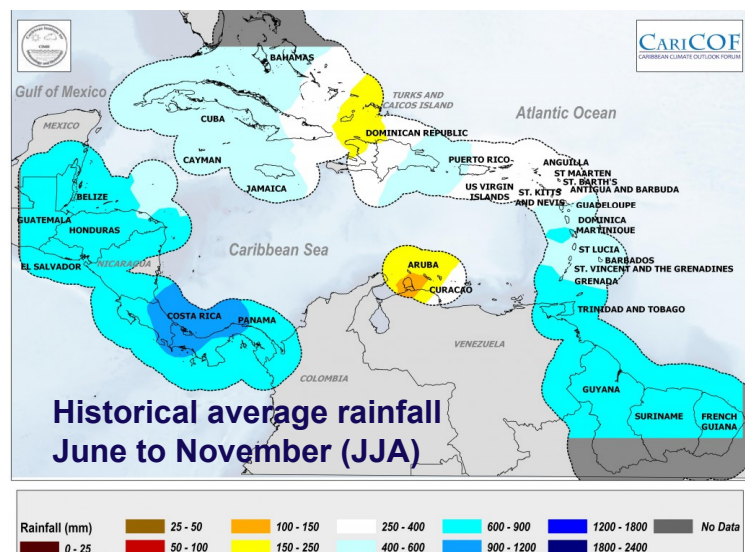 CARICOF
CARIBBEAN CLIMATE OUTLOOK FORUM
BAHAMAS
Gulf of Mexico
TURKS AND
CAICOS ISLAND
Atlantic Ocean
MEXICO
CUBA
DOMINICAN REPUBLIC
CAYMAN
PUERTO RICO
ANGUILLA
ST MAARTEN
ST. BARTH'S
JAMAICA
US VIRGIN
ISLANDS
ST. KITTS
AND NEVIS
ANTIGUA AND BARBUDA
BELIZE
GUADELOUPE
GUATEMALA
DOMINICA
MARTINIQUE
HONDURAS
Caribbean Sea
ST LUCIA
BARBADOS
EL SALVADOR
NICARAGUA
ARUBA
ST. VINCENT AND THE GRENADINES
GRENADA
CURACAO
COSTA RICA
PANAMA
TRINIDAD AND TOBAGO
VENEZUELA
COLOMBIA
GUYANA
SURINAME
FRENCH
GUIANA
Historical average rainfall
June to November (JJA)
Rainfall (mm)
25 - 50
100 - 150
250 - 400
600 - 900
1200 - 1800
No Data
0 - 25
50 - 100
150 - 250
400 - 600
900 - 1200
1800 - 2400